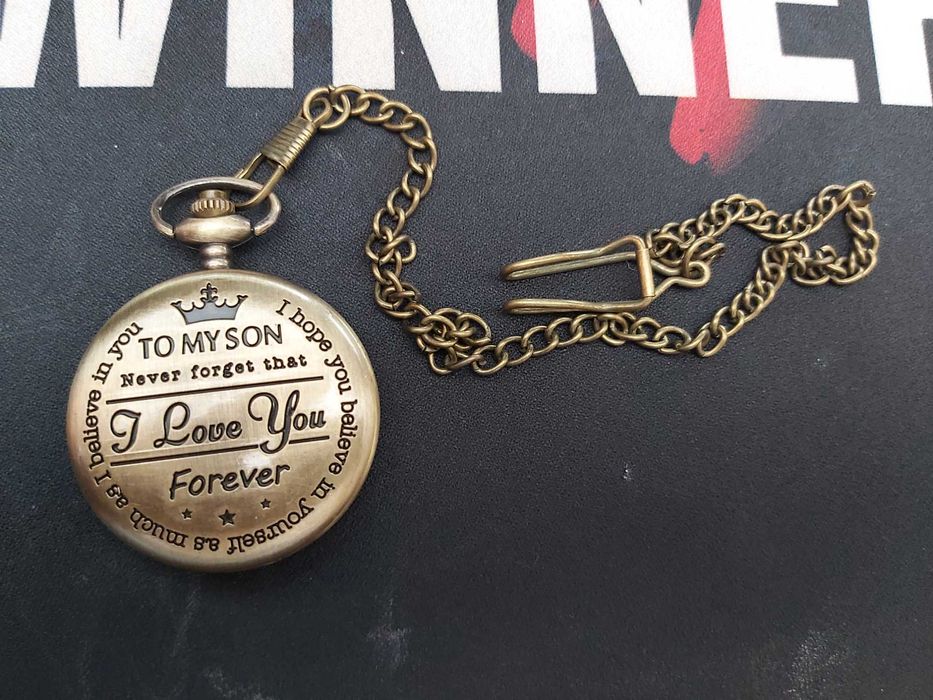 WINNER
TO MY SON
Never forget that
I Love You
Forever
I hope you believe in yourself as much as I believe in you